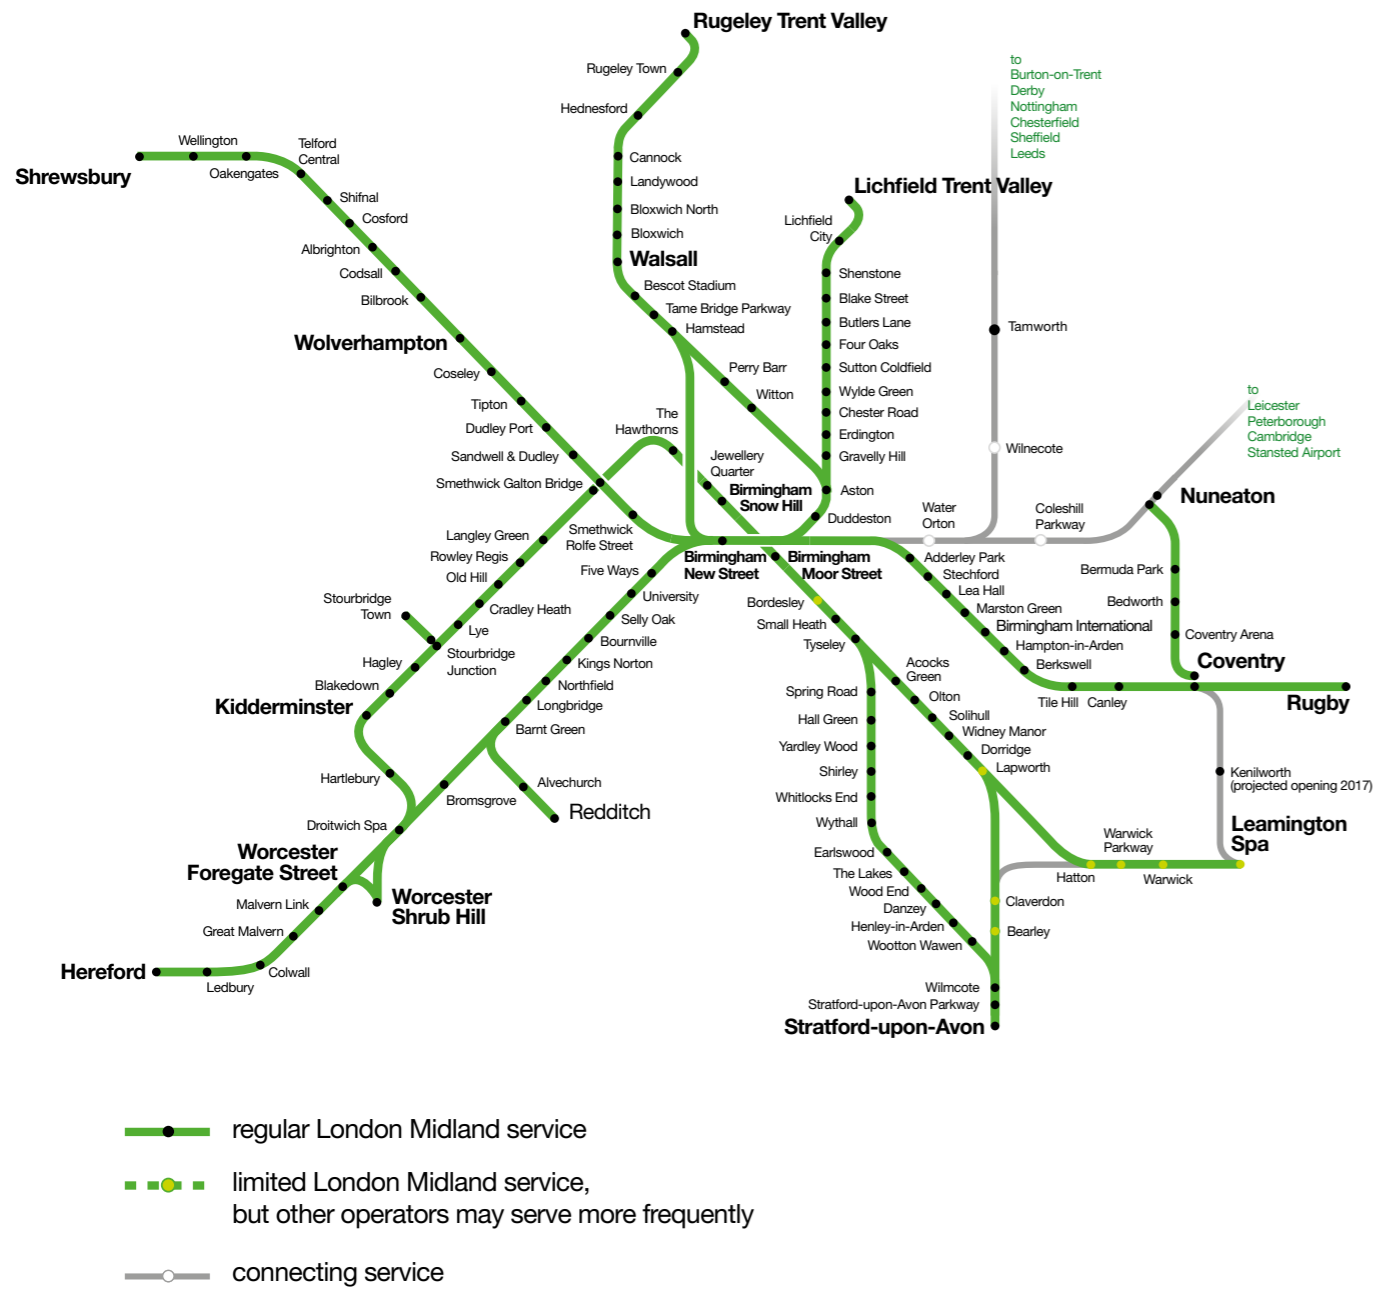 Rugeley Trent Valley
Rugeley Town
Hednesford
Cannock
Landywood
Bloxwich North
Bloxwich
Walsall
Bescot Stadium
Tame Bridge Parkway
Hamstead
Perry Barr
Witton
to
Burton-on-Trent
Derby
Nottingham
Chesterfield
Sheffield
Leeds
Lichfield Trent Valley
Lichfield
City
Shenstone
Blake Street
Butlers Lane
Four Oaks
Sutton Coldfield
Wylde Green
Chester Road
Erdington
Gravelly Hill
Aston
Duddeston
Tamworth
Wilnecote
Water
Orton
Coleshill
Parkway
to
Leicester
Peterborough
Cambridge
Stansted Airport
Nuneaton
Bermuda Park
Bedworth
Coventry Arena
Coventry
Rugby
Shrewsbury
Wellington
Oakengates
Telford
Central
Shifnal
Cosford
Albrighton
Codsall
Bilbrook
Wolverhampton
Coseley
Tipton
Dudley Port
Sandwell & Dudley
Smethwick Galton Bridge
Smethwick
Rolfe Street
The
Hawthorns
Jewellery
Quarter
Birmingham
Snow Hill
Birmingham
New Street
Birmingham
Moor Street
Langley Green
Rowley Regis
Old Hill
Cradley Heath
Lye
Stourbridge
Town
Stourbridge
Junction
Hagley
Blakedown
Kidderminster
Hartlebury
Droitwich Spa
Five Ways
University
Selly Oak
Bournville
Kings Norton
Northfield
Longbridge
Barnt Green
Alvechurch
Redditch
Bromsgrove
Worcester
Foregate Street
Worcester
Shrub Hill
Malvern Link
Great Malvern
Colwall
Ledbury
Hereford
Adderley Park
Stechford
Lea Hall
Marston Green
Birmingham International
Hampton-in-Arden
Berkswell
Tile Hill
Canley
Bordesley
Small Heath
Tyseley
Acocks
Green
Olton
Solihull
Widney Manor
Dorridge
Lapworth
Spring Road
Hall Green
Yardley Wood
Shirley
Whitlocks End
Wythall
Earlswood
The Lakes
Wood End
Danzey
Henley-in-Arden
Wootton Wawen
Kenilworth
(projected opening 2017)
Leamington
Spa
Warwick
Parkway
Hatton
Warwick
Claverdon
Bearley
Wilmcote
Stratford-upon-Avon Parkway
Stratford-upon-Avon
regular London Midland service
limited London Midland service,
but other operators may serve more frequently
connecting service